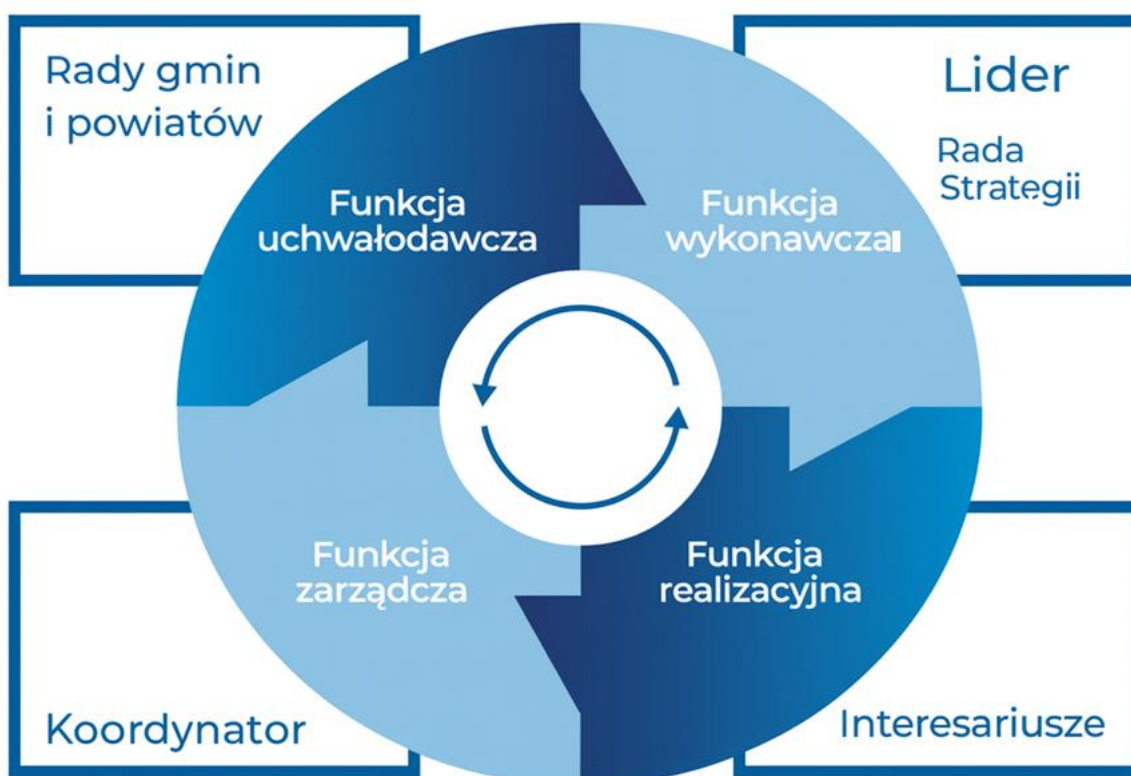 Rady gmin
i powiatów
Lider
Rada
Strategii
Funkcja
uchwałodawcza
Funkcja
wykonawcza
Funkcja
zarządcza
Funkcja
realizacyjna
Koordynator
Interesariusze